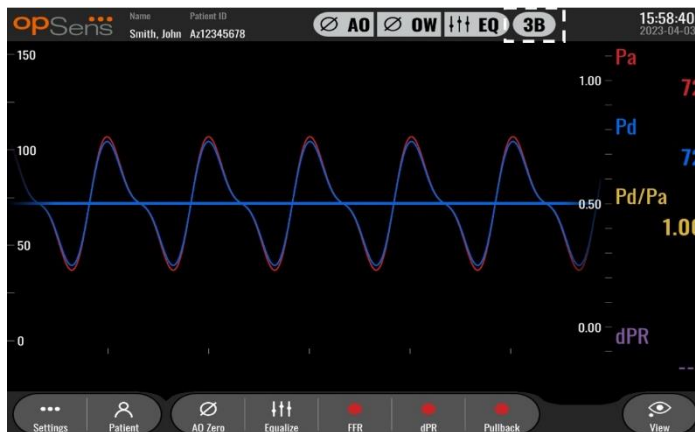 opSens
Name
Smith, John
Patient ID
Az12345678
Ø AO Ø OW EQ 3B
15:58:40
2023-04-03
150
100
50
0
1.00
0.50
0.00
Pa
Pd
Pd/Pa
1.00
dPR
--
Settings
Patient
AO Zero
Equalize
FFR
dPR
Pullback
View